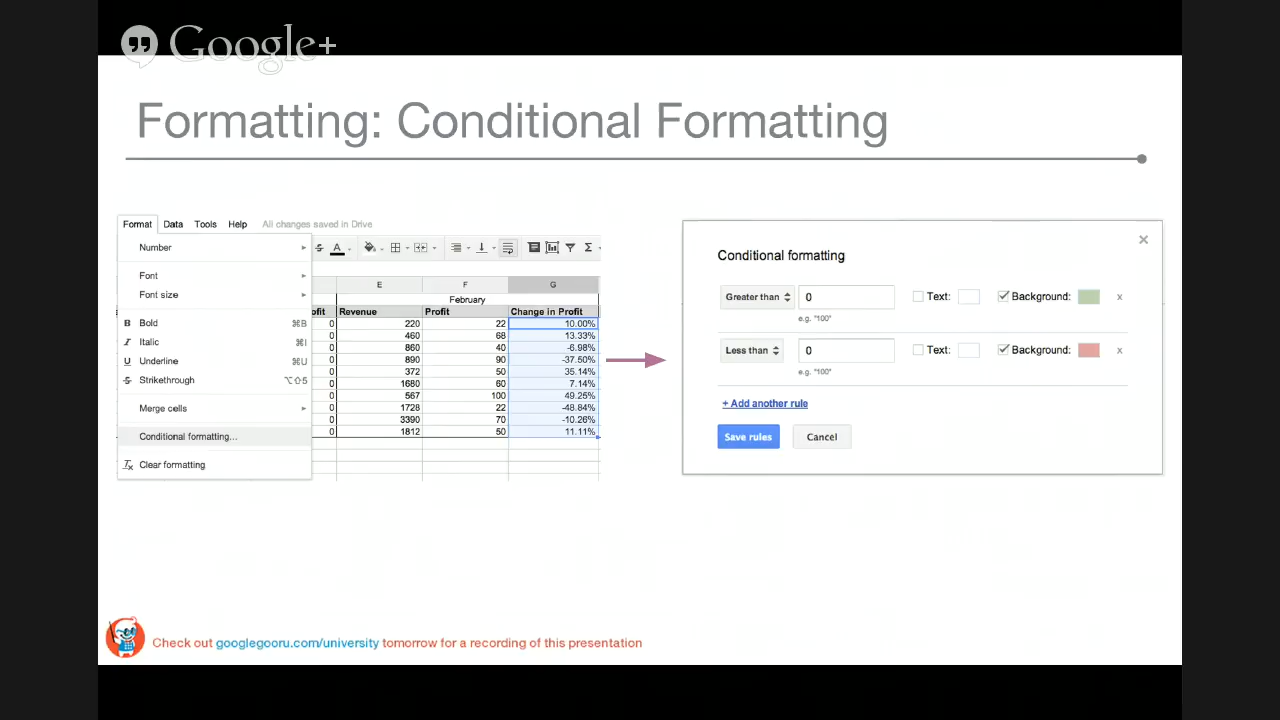 Google+
Formatting: Conditional Formatting
Format Data Tools Help All changes saved in Drive
Number
Font
Font size
B Bold ⌘B
I Italic ⌘I
U Underline ⌘U
S Strikethrough ⌥⇧5
Merge cells
Conditional formatting...
Clear formatting
E F G
February
ofit Revenue Profit Change in Profit
0 220 22 10.00%
0 460 68 13.33%
0 860 40 -6.98%
0 890 90 -37.50%
0 372 50 35.14%
0 1680 60 7.14%
0 567 100 49.25%
0 1728 22 -48.84%
0 3390 70 -10.26%
0 1812 50 11.11%
Conditional formatting
Greater than 0 Text: Background: x
e.g. "100"
Less than 0 Text: Background: x
e.g. "100"
+ Add another rule
Save rules Cancel
Check out googlegooru.com/university tomorrow for a recording of this presentation